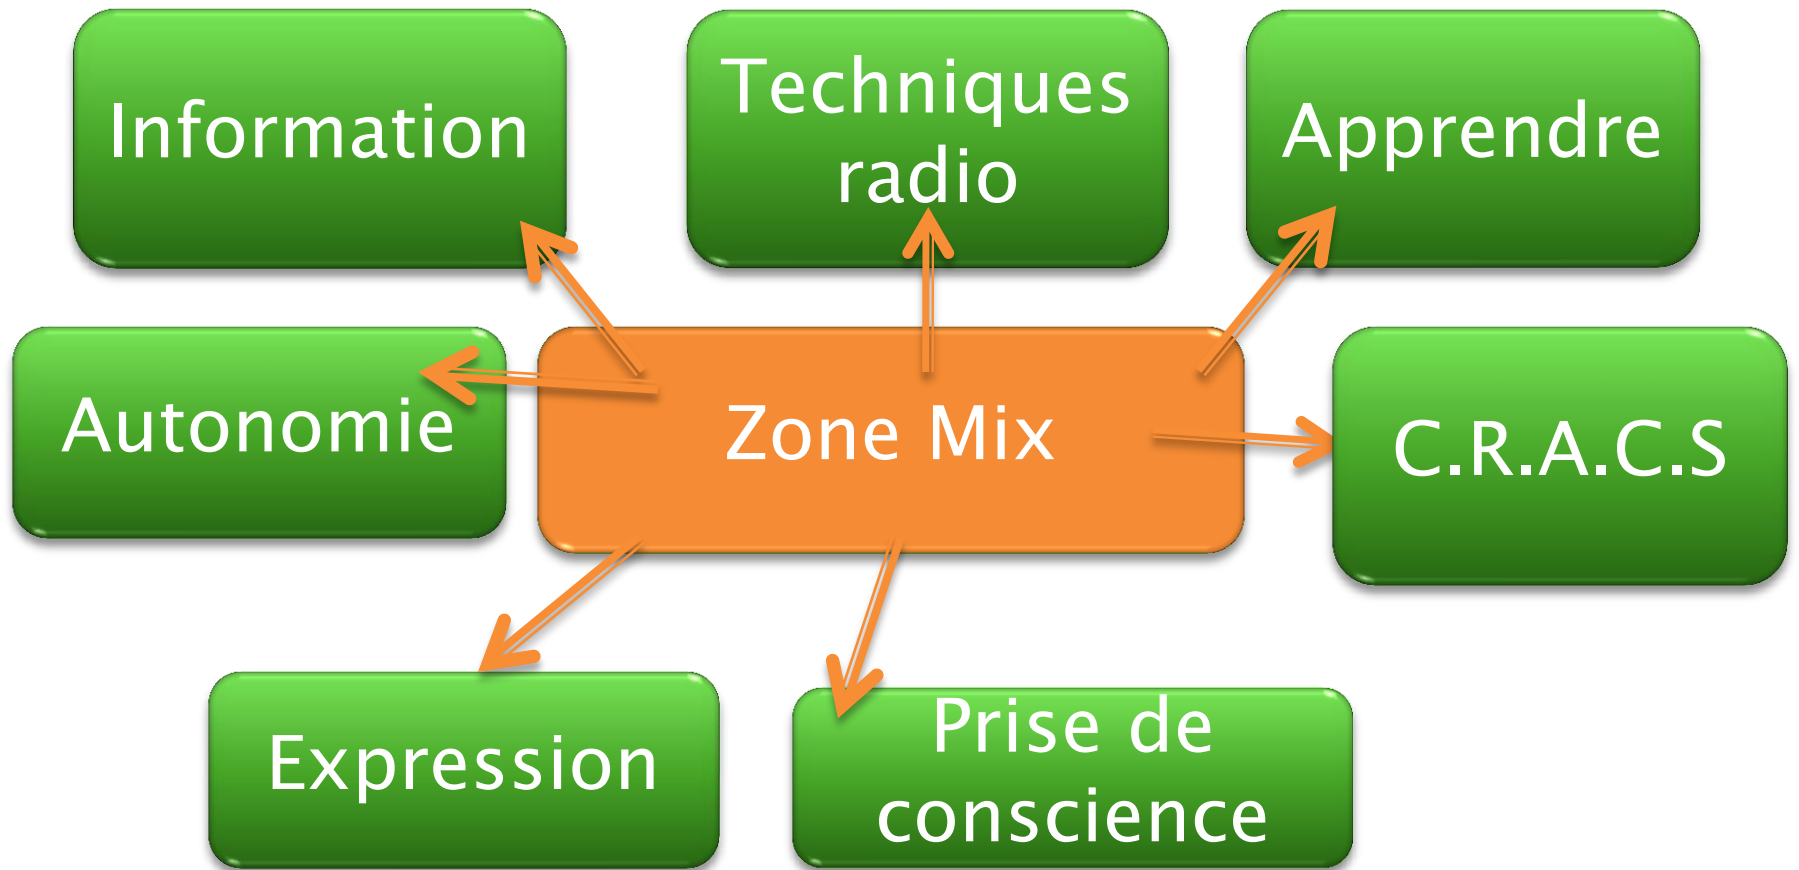 Information
Techniques
radio
Apprendre
Autonomie
Zone Mix
C.R.A.C.S
Expression
Prise de
conscience